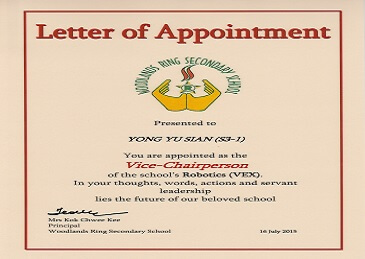 Letter of Appointment
WOODLANDS RING SECONDARY SCHOOL
Presented to
YONG YU SIAN (S3-1)
You are appointed as the
Vice-Chairperson
of the school's Robotics (VEX).
In your thoughts, words, actions and servant
leadership
lies the future of our beloved school
Mrs Kok Chwee Kee
Principal
Woodlands Ring Secondary School
16 July 2015